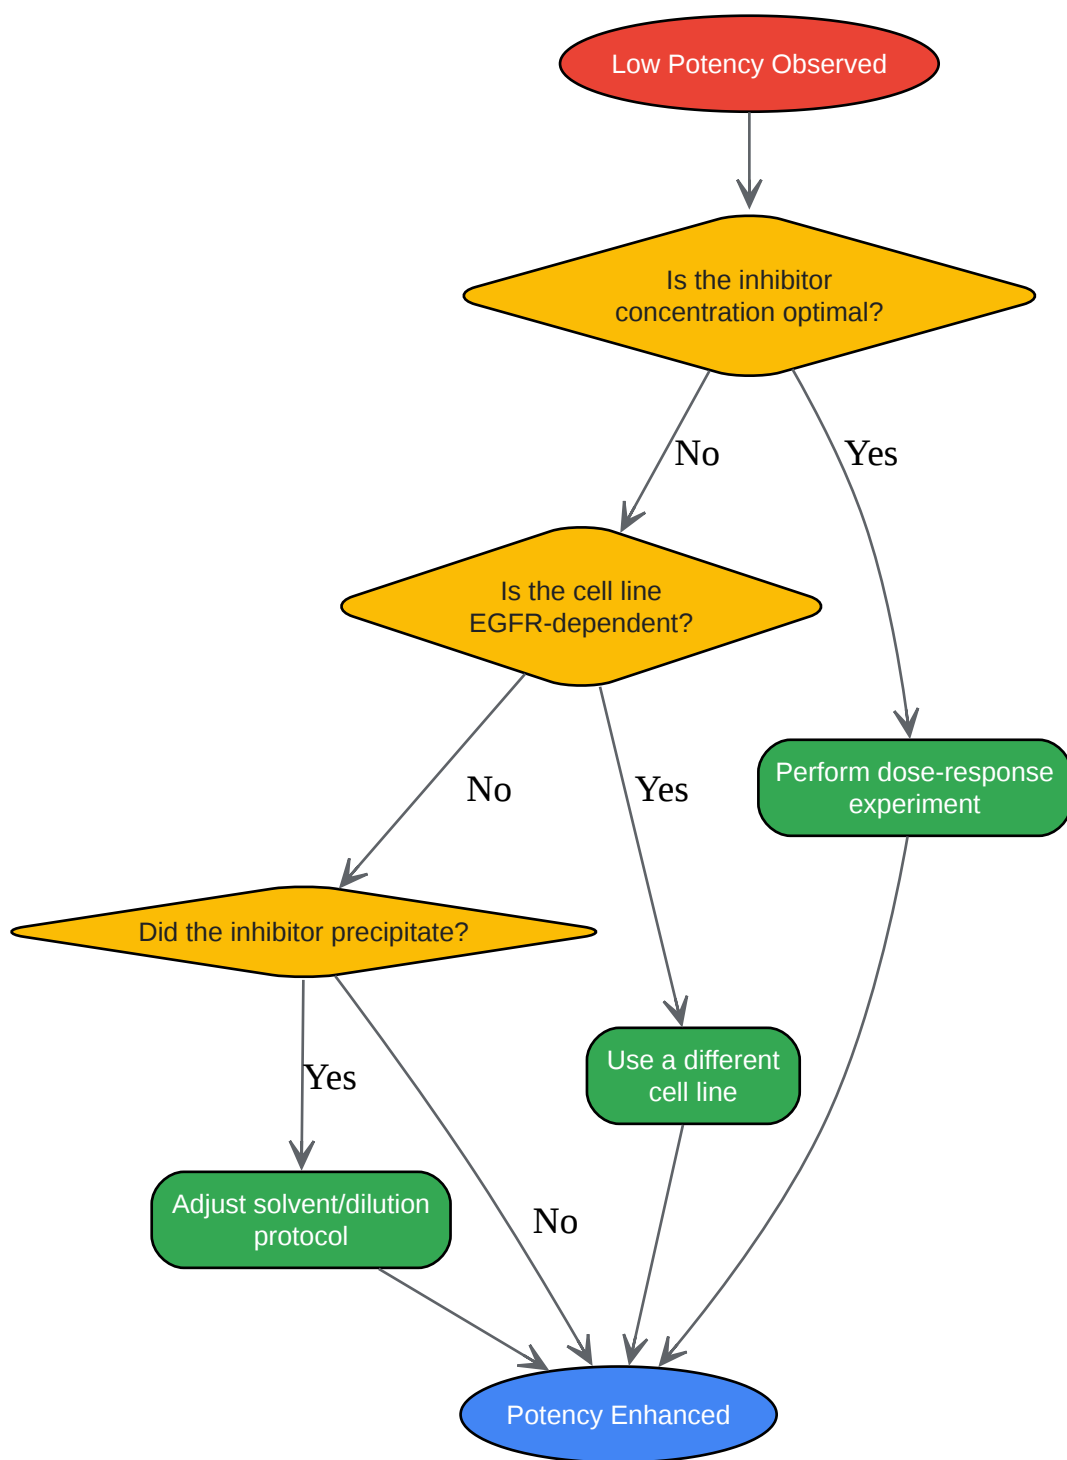 Low Potency Observed
Is the inhibitor
concentration optimal?
No
Yes
Is the cell line
EGFR-dependent?
No
Yes
Perform dose-response
experiment
Did the inhibitor precipitate?
Yes
Use a different
cell line
Adjust solvent/dilution
protocol
No
Potency Enhanced